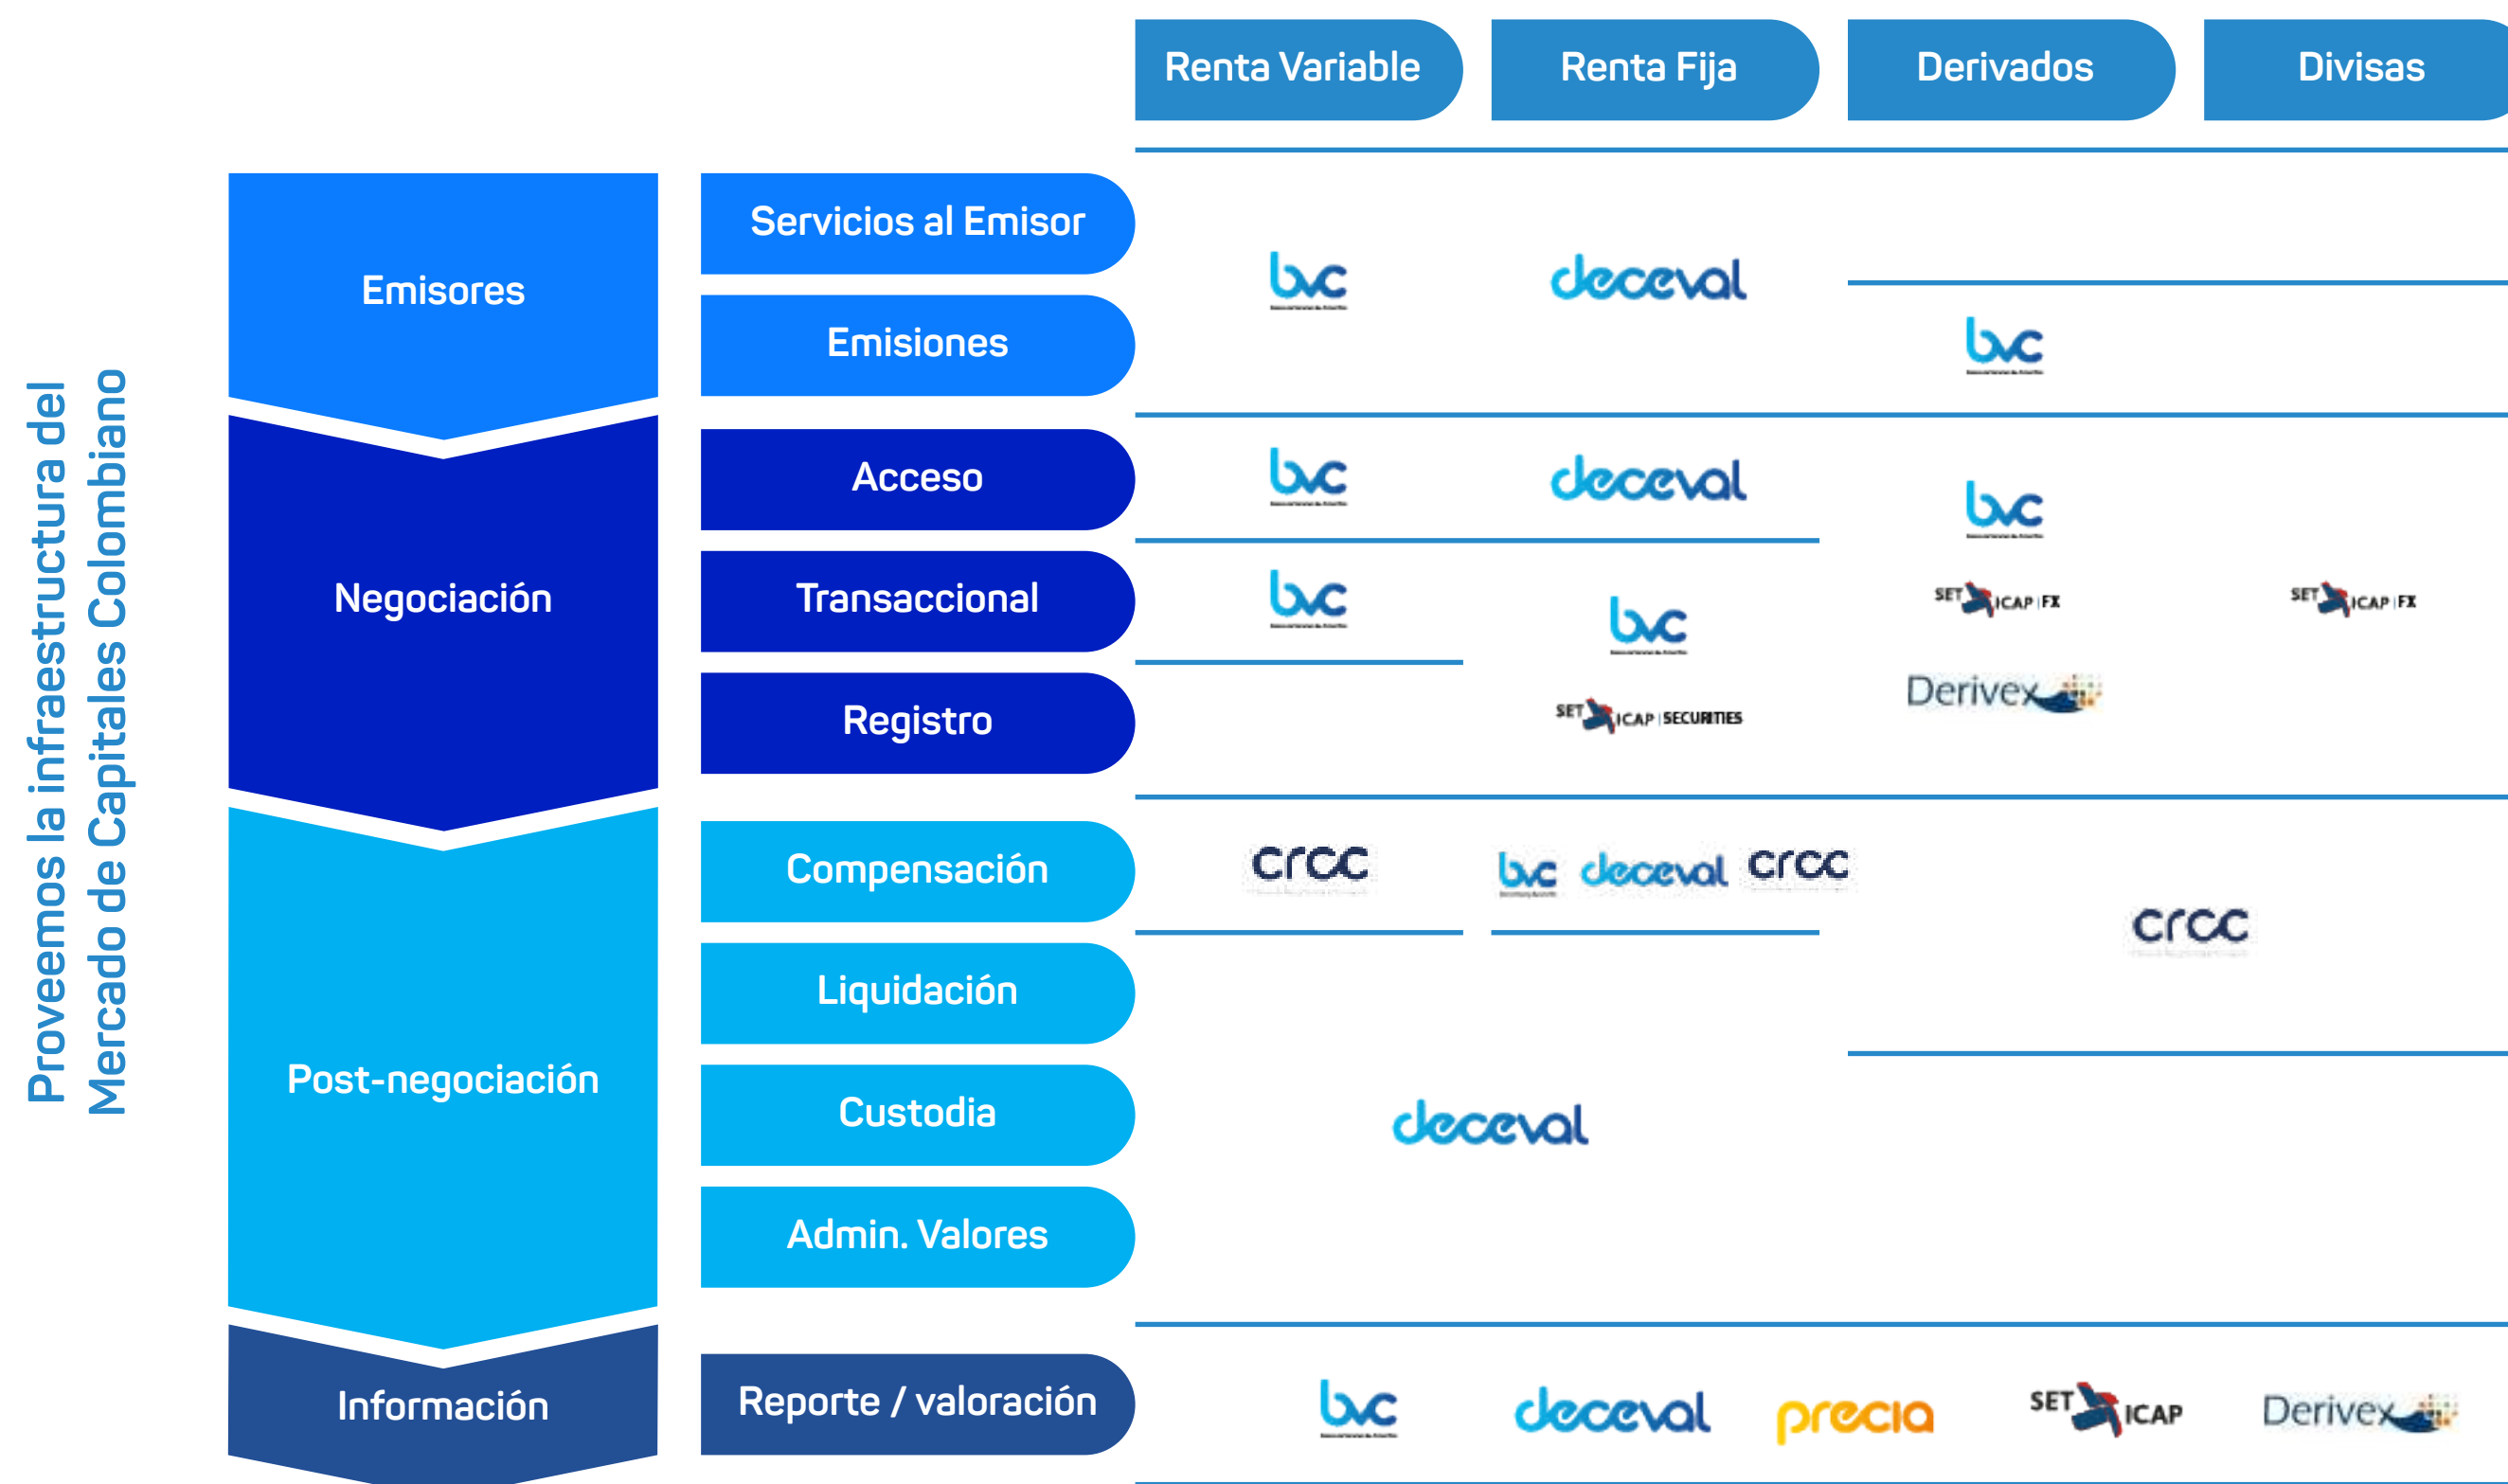 Renta Variable
Renta Fija
Derivados
Divisas
Proveemos la infraestructura del
Mercado de Capitales Colombiano
Emisores
Servicios al Emisor
bvc
deceval
Emisiones
bvc
Negociación
Acceso
bvc
deceval
bvc
Transaccional
bvc
bvc
SET ICAP | FX
SET ICAP | FX
Registro
SET ICAP | SECURITIES
Derivex
Post-negociación
Compensación
crcc
bvc deceval crcc
crcc
Liquidación
Custodia
deceval
Admin. Valores
Información
Reporte / valoración
bvc
deceval
precia
SET ICAP
Derivex